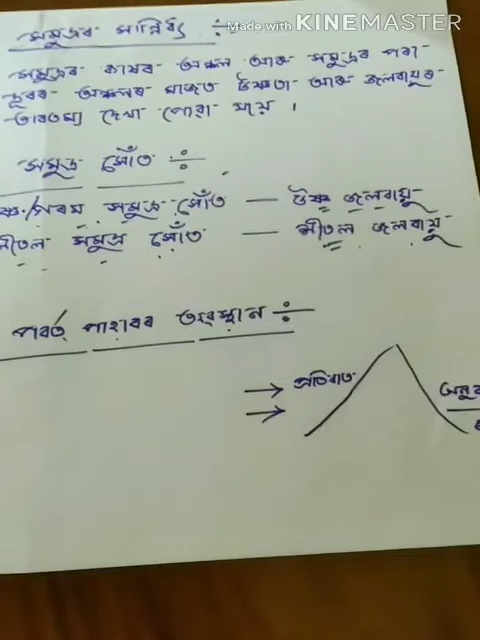 Made with KINEMASTER
সমুদ্ৰৰ সান্নিধ্য ÷
সমুদ্ৰৰ কাষৰ অঞ্চল আৰু সমুদ্ৰৰ পৰা
দূৰৰ অঞ্চলৰ মাজত উষ্ণতা আৰু জলবায়ুৰ
তাৰতম্য দেখা পোৱা যায় ।
সমুদ্ৰ সোঁত ÷
ষ্ণ/গৰম সমুদ্ৰ সোঁত — উষ্ণ জলবায়ু
শীতল সমুদ্ৰ সোঁত — শীতল জলবায়ু
পৰ্বত পাহাৰৰ অৱস্থান ÷
প্ৰতিবাত